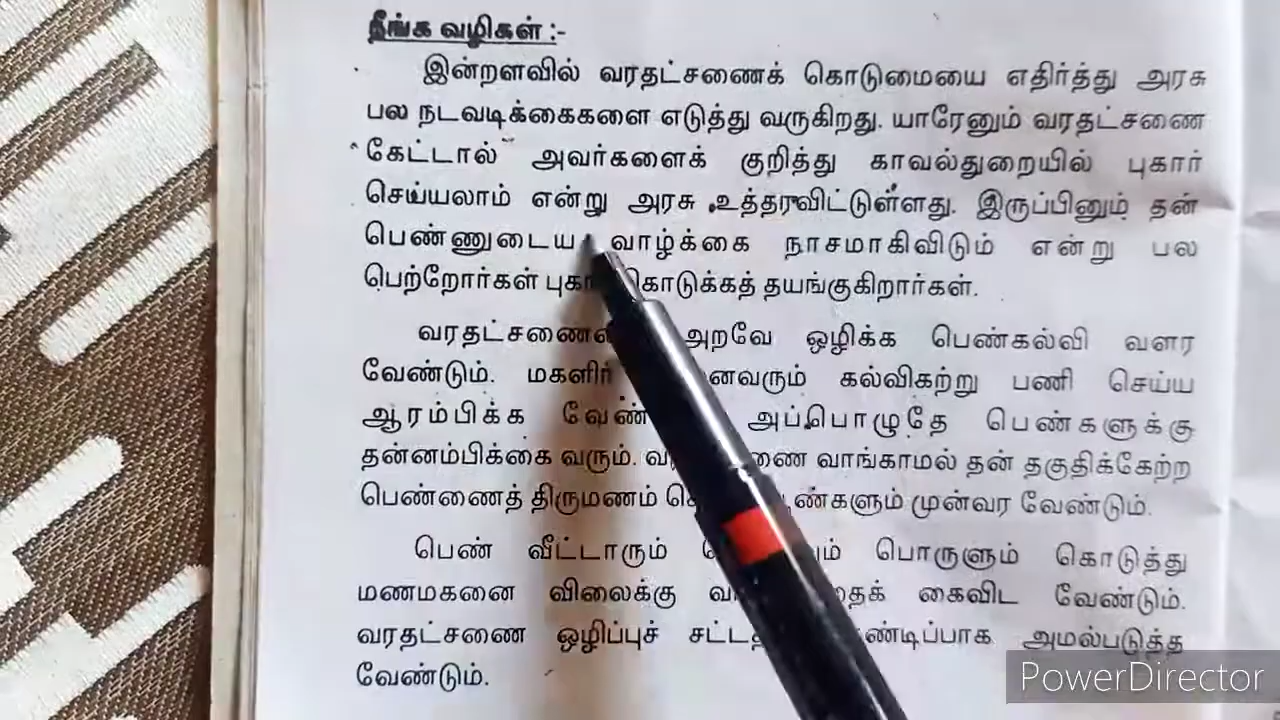 நீங்க வழிகள் :-
இன்றளவில் வரதட்சணைக் கொடுமையை எதிர்த்து அரசு
பல நடவடிக்கைகளை எடுத்து வருகிறது. யாரேனும் வரதட்சணை
கேட்டால் அவர்களைக் குறித்து காவல்துறையில் புகார்
செய்யலாம் என்று அரசு உத்தரவிட்டுள்ளது. இருப்பினும் தன்
பெண்ணுடைய வாழ்க்கை நாசமாகிவிடும் என்று பல
பெற்றோர்கள் கொடுக்கத் தயங்குகிறார்கள்.
அறவே ஒழிக்க பெண்கல்வி வளர
வேண்டும். மகளிர் கல்விகற்று பணி செய்ய
ஆரம்பிக்க அப்பொழுதே பெண்களுக்கு
தன்னம்பிக்கை வரும். வாங்காமல் தன் தகுதிக்கேற்ற
பெண்ணைத் திருமணம் முன்வர வேண்டும்.
பெண் வீட்டாரும் பொருளும் கொடுத்து
மணமகனை விலைக்கு கைவிட வேண்டும்.
வரதட்சணை ஒழிப்புச் அமல்படுத்த
வேண்டும்.
PowerDirector